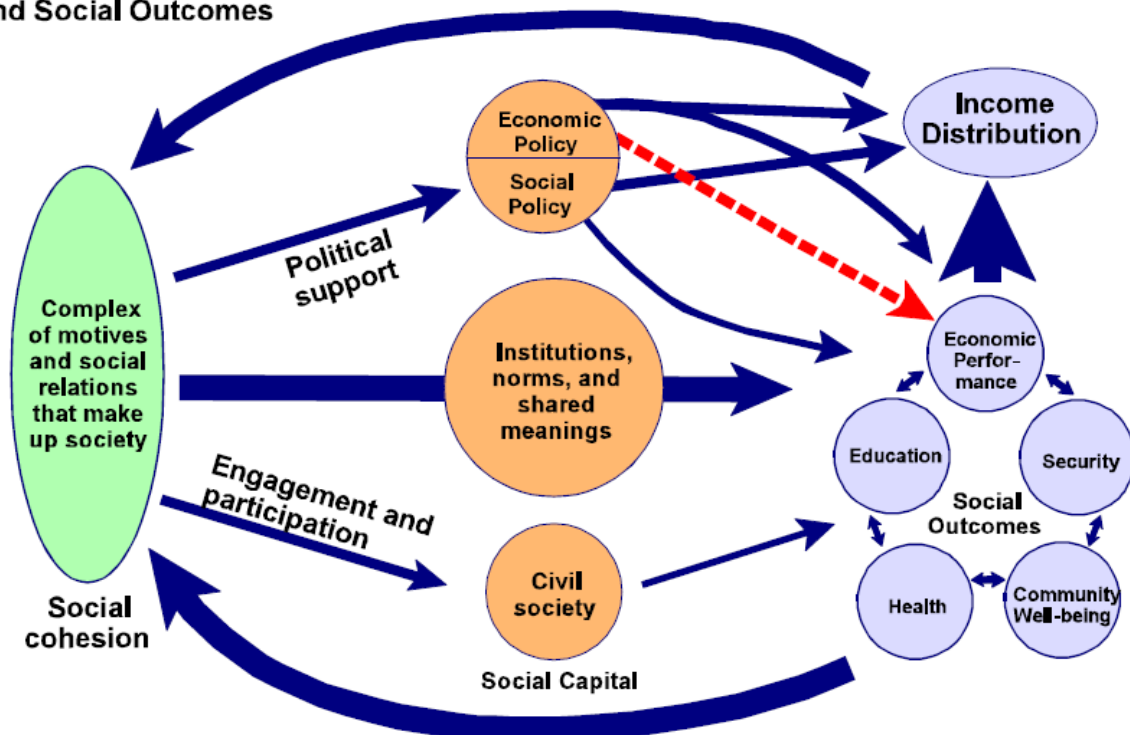 nd Social Outcomes
Economic
Policy
Social
Policy
Income
Distribution
Political
support
Complex
of motives
and social
relations
that make
up society
Institutions,
norms, and
shared
meanings
Economic
Perfor-
mance
Education
Security
Social
Outcomes
Engagement and
participation
Civil
society
Health
Community
Well-being
Social
cohesion
Social Capital